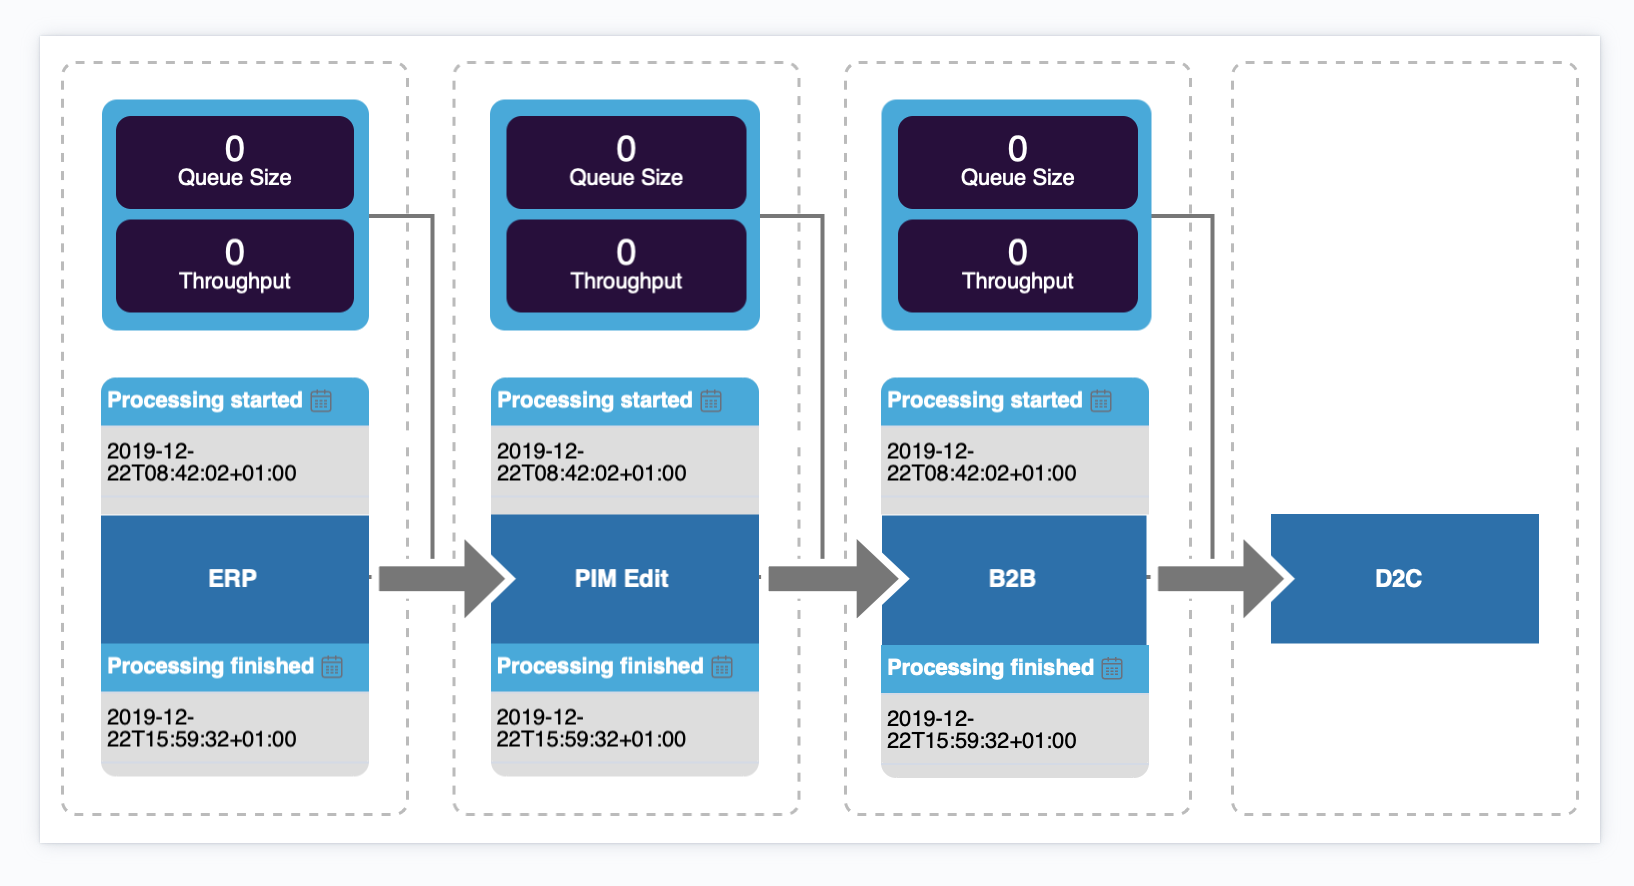 0
Queue Size
0
Throughput
Processing started
2019-12-
22T08:42:02+01:00
ERP
Processing finished
2019-12-
22T15:59:32+01:00
0
Queue Size
0
Throughput
Processing started
2019-12-
22T08:42:02+01:00
PIM Edit
Processing finished
2019-12-
22T15:59:32+01:00
0
Queue Size
0
Throughput
Processing started
2019-12-
22T08:42:02+01:00
B2B
Processing finished
2019-12-
22T15:59:32+01:00
D2C